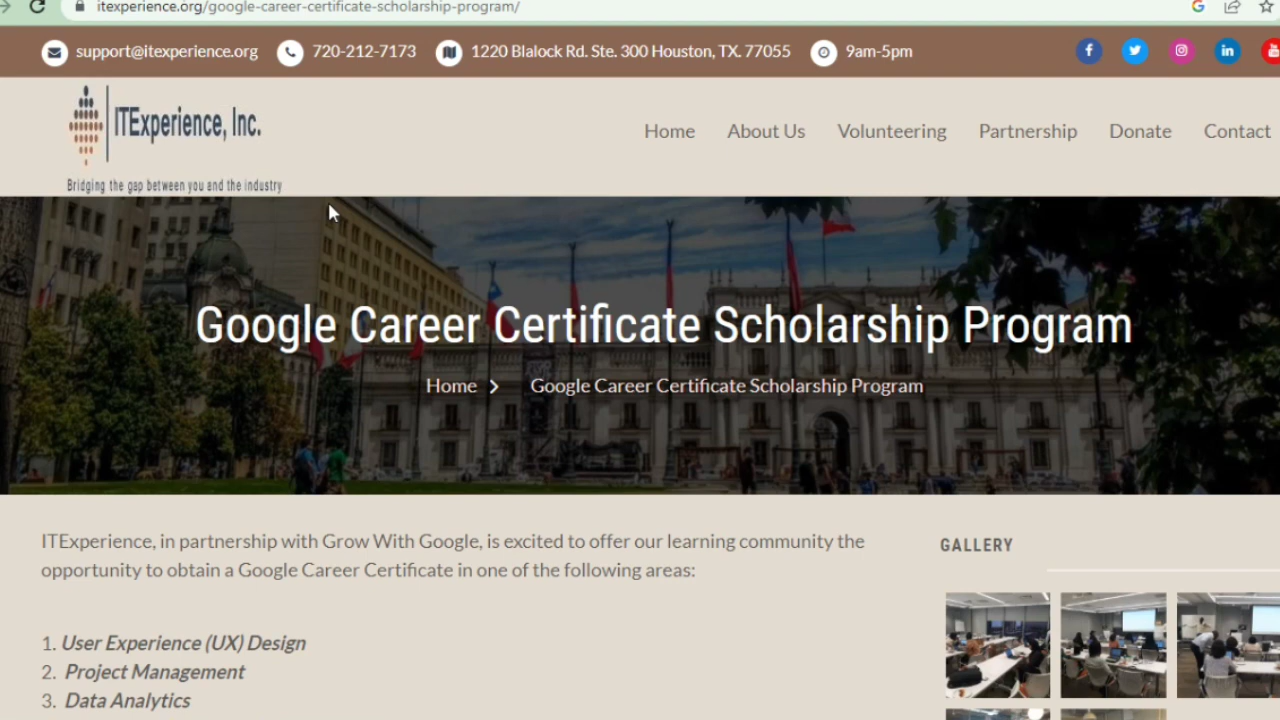 itexperience.org/google-career-certificate-scholarship-program/
support@itexperience.org 720-212-7173 1220 Blalock Rd. Ste. 300 Houston, TX. 77055 9am-5pm
ITExperience, Inc.
Bridging the gap between you and the industry
Home About Us Volunteering Partnership Donate Contact
Google Career Certificate Scholarship Program
Home > Google Career Certificate Scholarship Program
ITExperience, in partnership with Grow With Google, is excited to offer our learning community the
opportunity to obtain a Google Career Certificate in one of the following areas:
GALLERY
1. User Experience (UX) Design
2. Project Management
3. Data Analytics